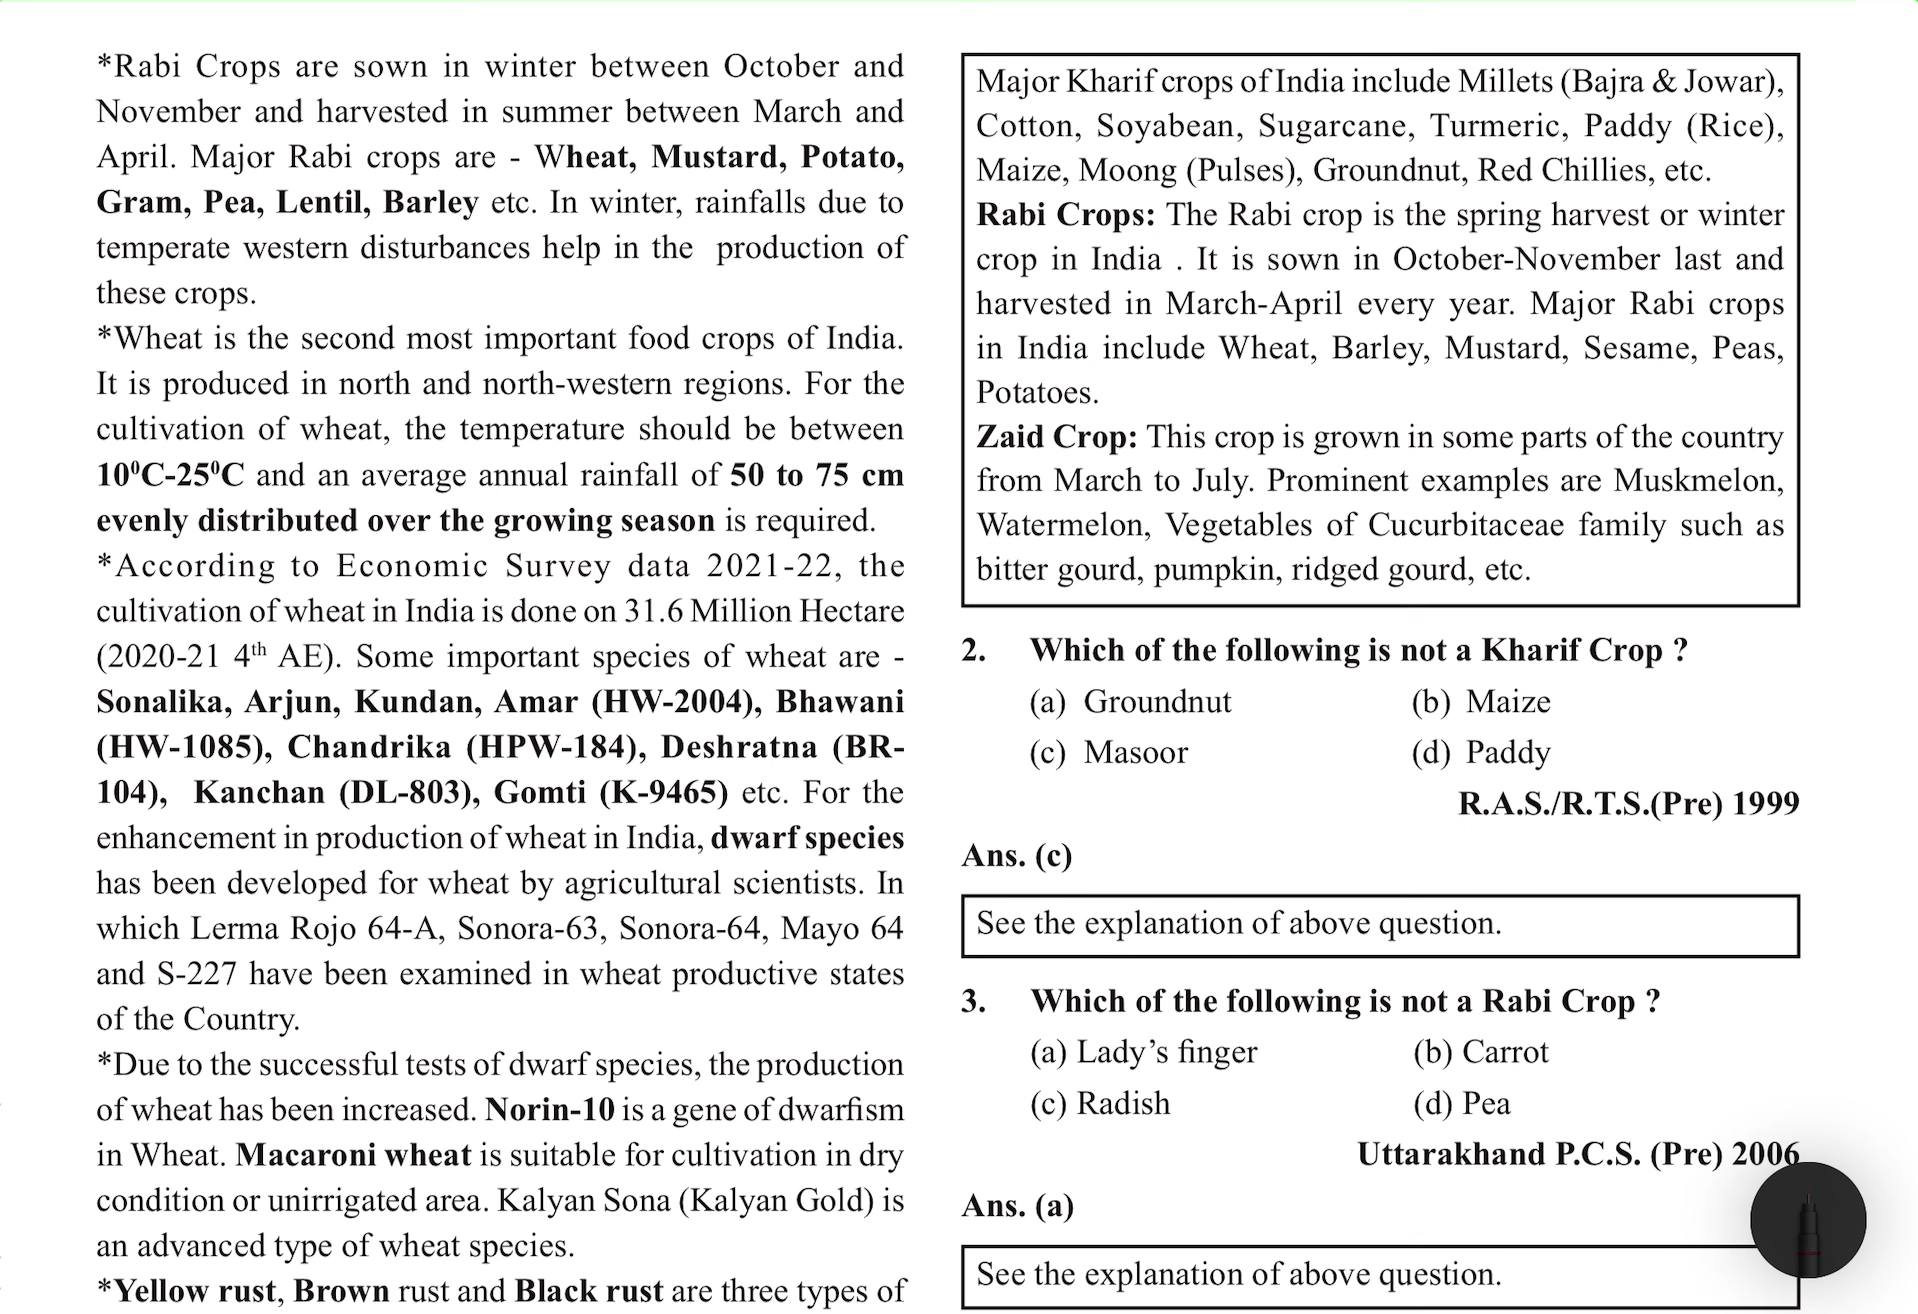 *Rabi Crops are sown in winter between October and
November and harvested in summer between March and
April. Major Rabi crops are - Wheat, Mustard, Potato,
Gram, Pea, Lentil, Barley etc. In winter, rainfalls due to
temperate western disturbances help in the production of
these crops.
*Wheat is the second most important food crops of India.
It is produced in north and north-western regions. For the
cultivation of wheat, the temperature should be between
10⁰C-25⁰C and an average annual rainfall of 50 to 75 cm
evenly distributed over the growing season is required.
*According to Economic Survey data 2021-22, the
cultivation of wheat in India is done on 31.6 Million Hectare
(2020-21 4th AE). Some important species of wheat are -
Sonalika, Arjun, Kundan, Amar (HW-2004), Bhawani
(HW-1085), Chandrika (HPW-184), Deshratna (BR-
104), Kanchan (DL-803), Gomti (K-9465) etc. For the
enhancement in production of wheat in India, dwarf species
has been developed for wheat by agricultural scientists. In
which Lerma Rojo 64-A, Sonora-63, Sonora-64, Mayo 64
and S-227 have been examined in wheat productive states
of the Country.
*Due to the successful tests of dwarf species, the production
of wheat has been increased. Norin-10 is a gene of dwarfism
in Wheat. Macaroni wheat is suitable for cultivation in dry
condition or unirrigated area. Kalyan Sona (Kalyan Gold) is
an advanced type of wheat species.
*Yellow rust, Brown rust and Black rust are three types of
Major Kharif crops of India include Millets (Bajra & Jowar),
Cotton, Soyabean, Sugarcane, Turmeric, Paddy (Rice),
Maize, Moong (Pulses), Groundnut, Red Chillies, etc.
Rabi Crops: The Rabi crop is the spring harvest or winter
crop in India . It is sown in October-November last and
harvested in March-April every year. Major Rabi crops
in India include Wheat, Barley, Mustard, Sesame, Peas,
Potatoes.
Zaid Crop: This crop is grown in some parts of the country
from March to July. Prominent examples are Muskmelon,
Watermelon, Vegetables of Cucurbitaceae family such as
bitter gourd, pumpkin, ridged gourd, etc.
2. Which of the following is not a Kharif Crop ?
(a) Groundnut (b) Maize
(c) Masoor (d) Paddy
R.A.S./R.T.S.(Pre) 1999
Ans. (c)
See the explanation of above question.
3. Which of the following is not a Rabi Crop ?
(a) Lady’s finger (b) Carrot
(c) Radish (d) Pea
Uttarakhand P.C.S. (Pre) 2006
Ans. (a)
See the explanation of above question.